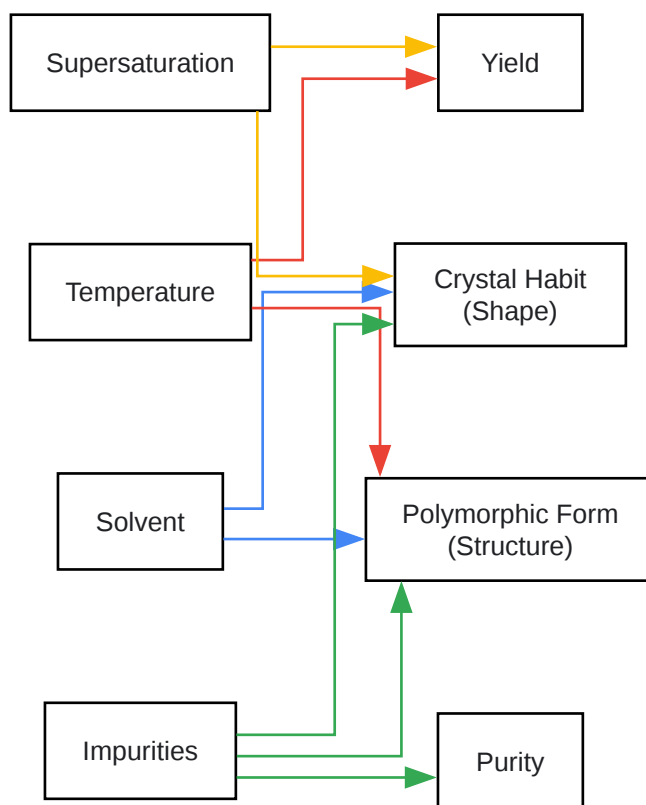 Supersaturation
Yield
Temperature
Crystal Habit
(Shape)
Solvent
Polymorphic Form
(Structure)
Impurities
Purity